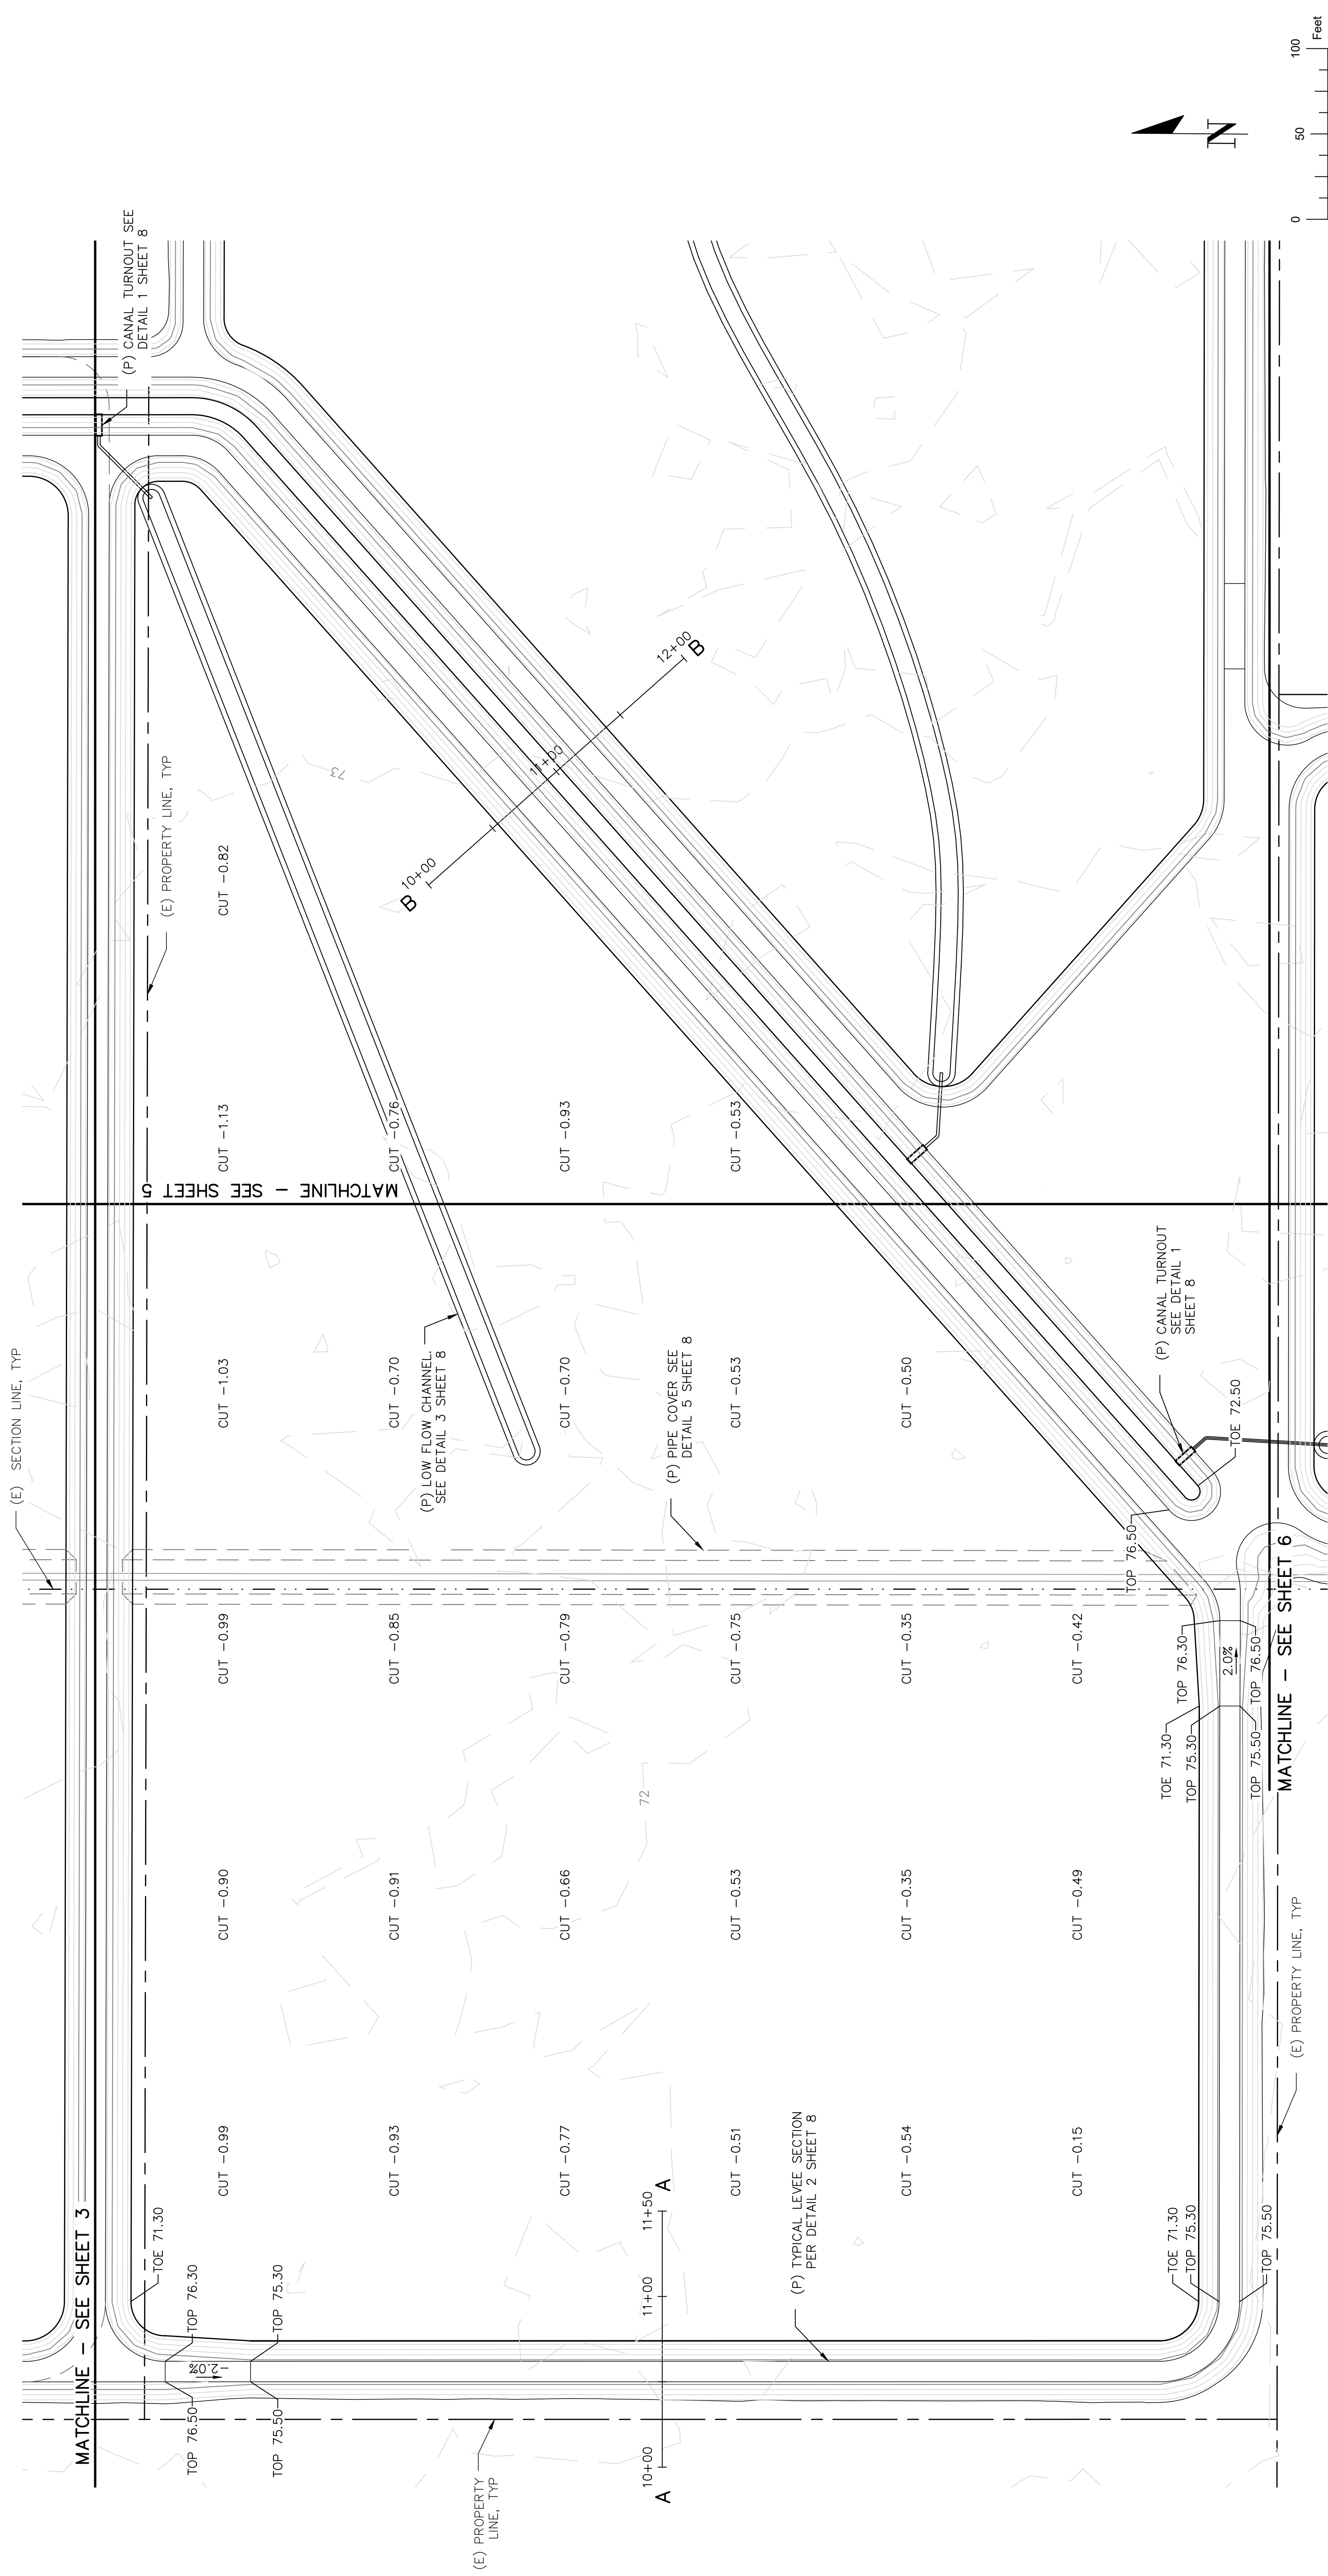 (P) CANAL TURNOUT SEE
DETAIL 1 SHEET 8
N
0
50
100
Feet
12+00
B
11+00
10+00
B
73
(E) PROPERTY LINE, TYP
CUT -0.82
CUT -1.13
CUT -0.76
CUT -0.93
CUT -0.53
MATCHLINE - SEE SHEET 5
(E) SECTION LINE, TYP
CUT -1.03
CUT -0.70
CUT -0.70
CUT -0.53
CUT -0.50
(P) LOW FLOW CHANNEL.
SEE DETAIL 3 SHEET 8
(P) PIPE COVER SEE
DETAIL 5 SHEET 8
(P) CANAL TURNOUT
SEE DETAIL 1
SHEET 8
TOE 72.50
TOP 76.50
CUT -0.99
CUT -0.85
CUT -0.79
CUT -0.75
CUT -0.35
CUT -0.42
TOP 76.30
2.0%
TOP 76.50
TOE 71.30
TOP 75.30
TOP 75.50
MATCHLINE - SEE SHEET 6
72
CUT -0.90
CUT -0.91
CUT -0.66
CUT -0.53
CUT -0.35
CUT -0.49
(E) PROPERTY LINE, TYP
CUT -0.99
CUT -0.93
CUT -0.77
CUT -0.51
CUT -0.54
CUT -0.15
MATCHLINE - SEE SHEET 3
TOE 71.30
TOP 76.30
TOP 75.30
-2.0%
TOP 76.50
TOP 75.50
A
11+50
11+00
10+00
A
(P) TYPICAL LEVEE SECTION
PER DETAIL 2 SHEET 8
TOE 71.30
TOP 75.30
TOP 75.50
(E) PROPERTY
LINE, TYP